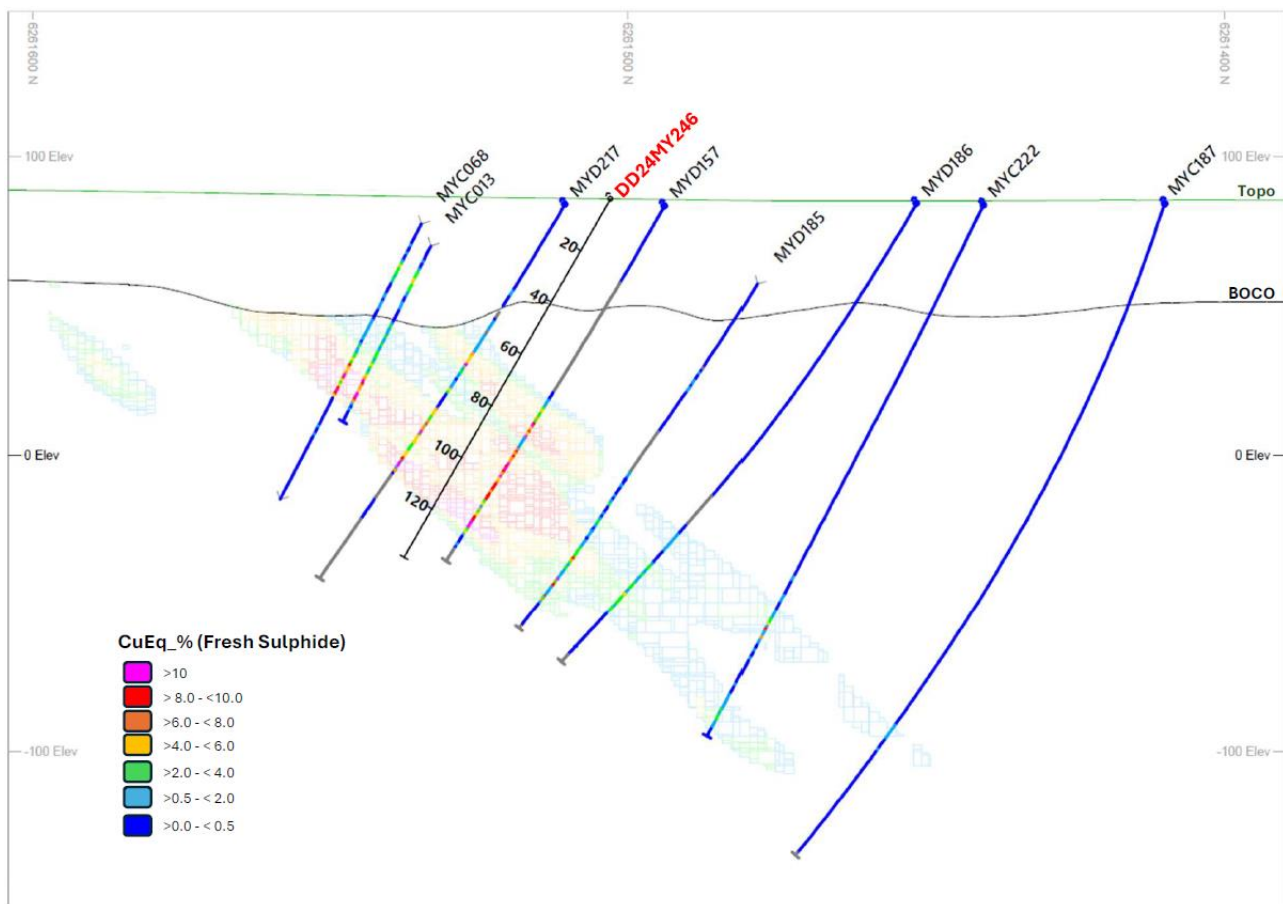 6261600 N
6261500 N
6261400 N
100 Elev
100 Elev
MYC068
MYC013
MYD217
DD24MY246
MYD157
MYD186
MYC222
MYC187
Topo
MYD185
20
40
60
80
100
120
BOCO
0 Elev
0 Elev
CuEq_% (Fresh Sulphide)
>10
> 8.0 - <10.0
>6.0 - < 8.0
>4.0 - < 6.0
>2.0 - < 4.0
>0.5 - < 2.0
>0.0 - < 0.5
-100 Elev
-100 Elev